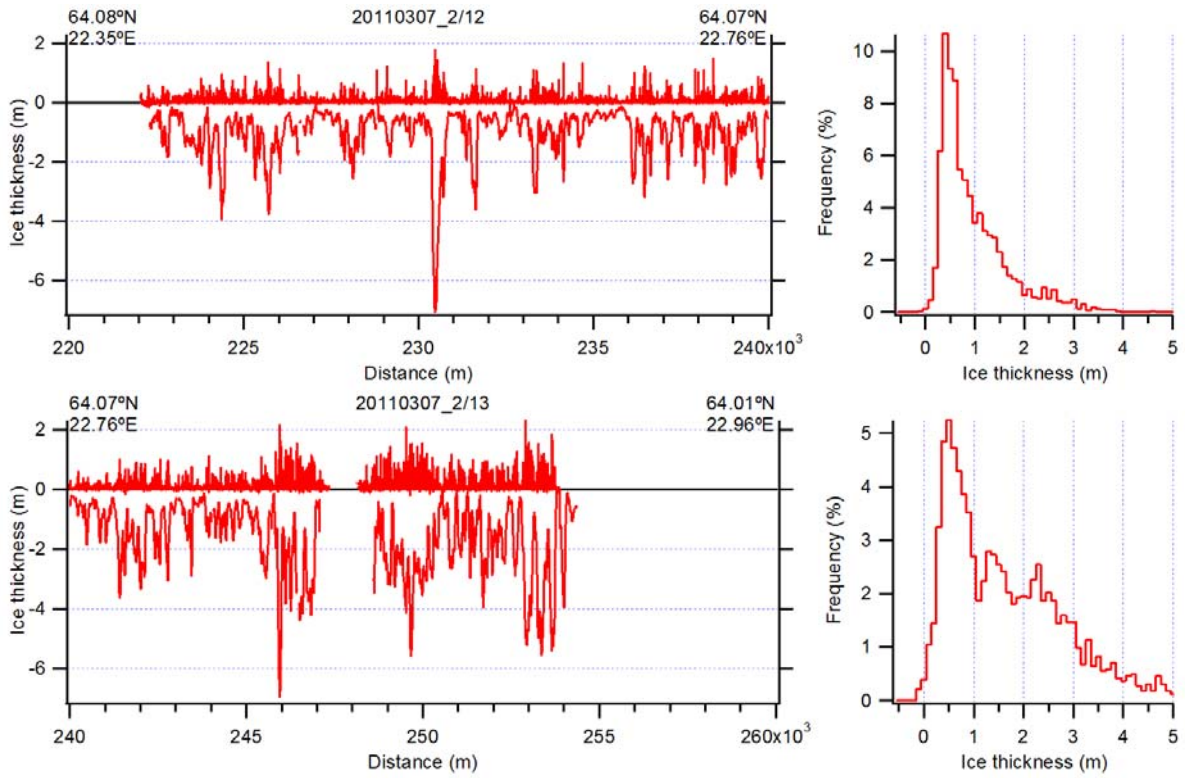 64.08ºN 20110307_2/12 64.07ºN
22.35ºE 22.76ºE
2
0
-2
-4
-6
Ice thickness (m)
220 225 230 235 240x10³
Distance (m)
10
8
6
4
2
0
Frequency (%)
0 1 2 3 4 5
Ice thickness (m)
64.07ºN 20110307_2/13 64.01ºN
22.76ºE 22.96ºE
2
0
-2
-4
-6
Ice thickness (m)
240 245 250 255 260x10³
Distance (m)
5
4
3
2
1
0
Frequency (%)
0 1 2 3 4 5
Ice thickness (m)